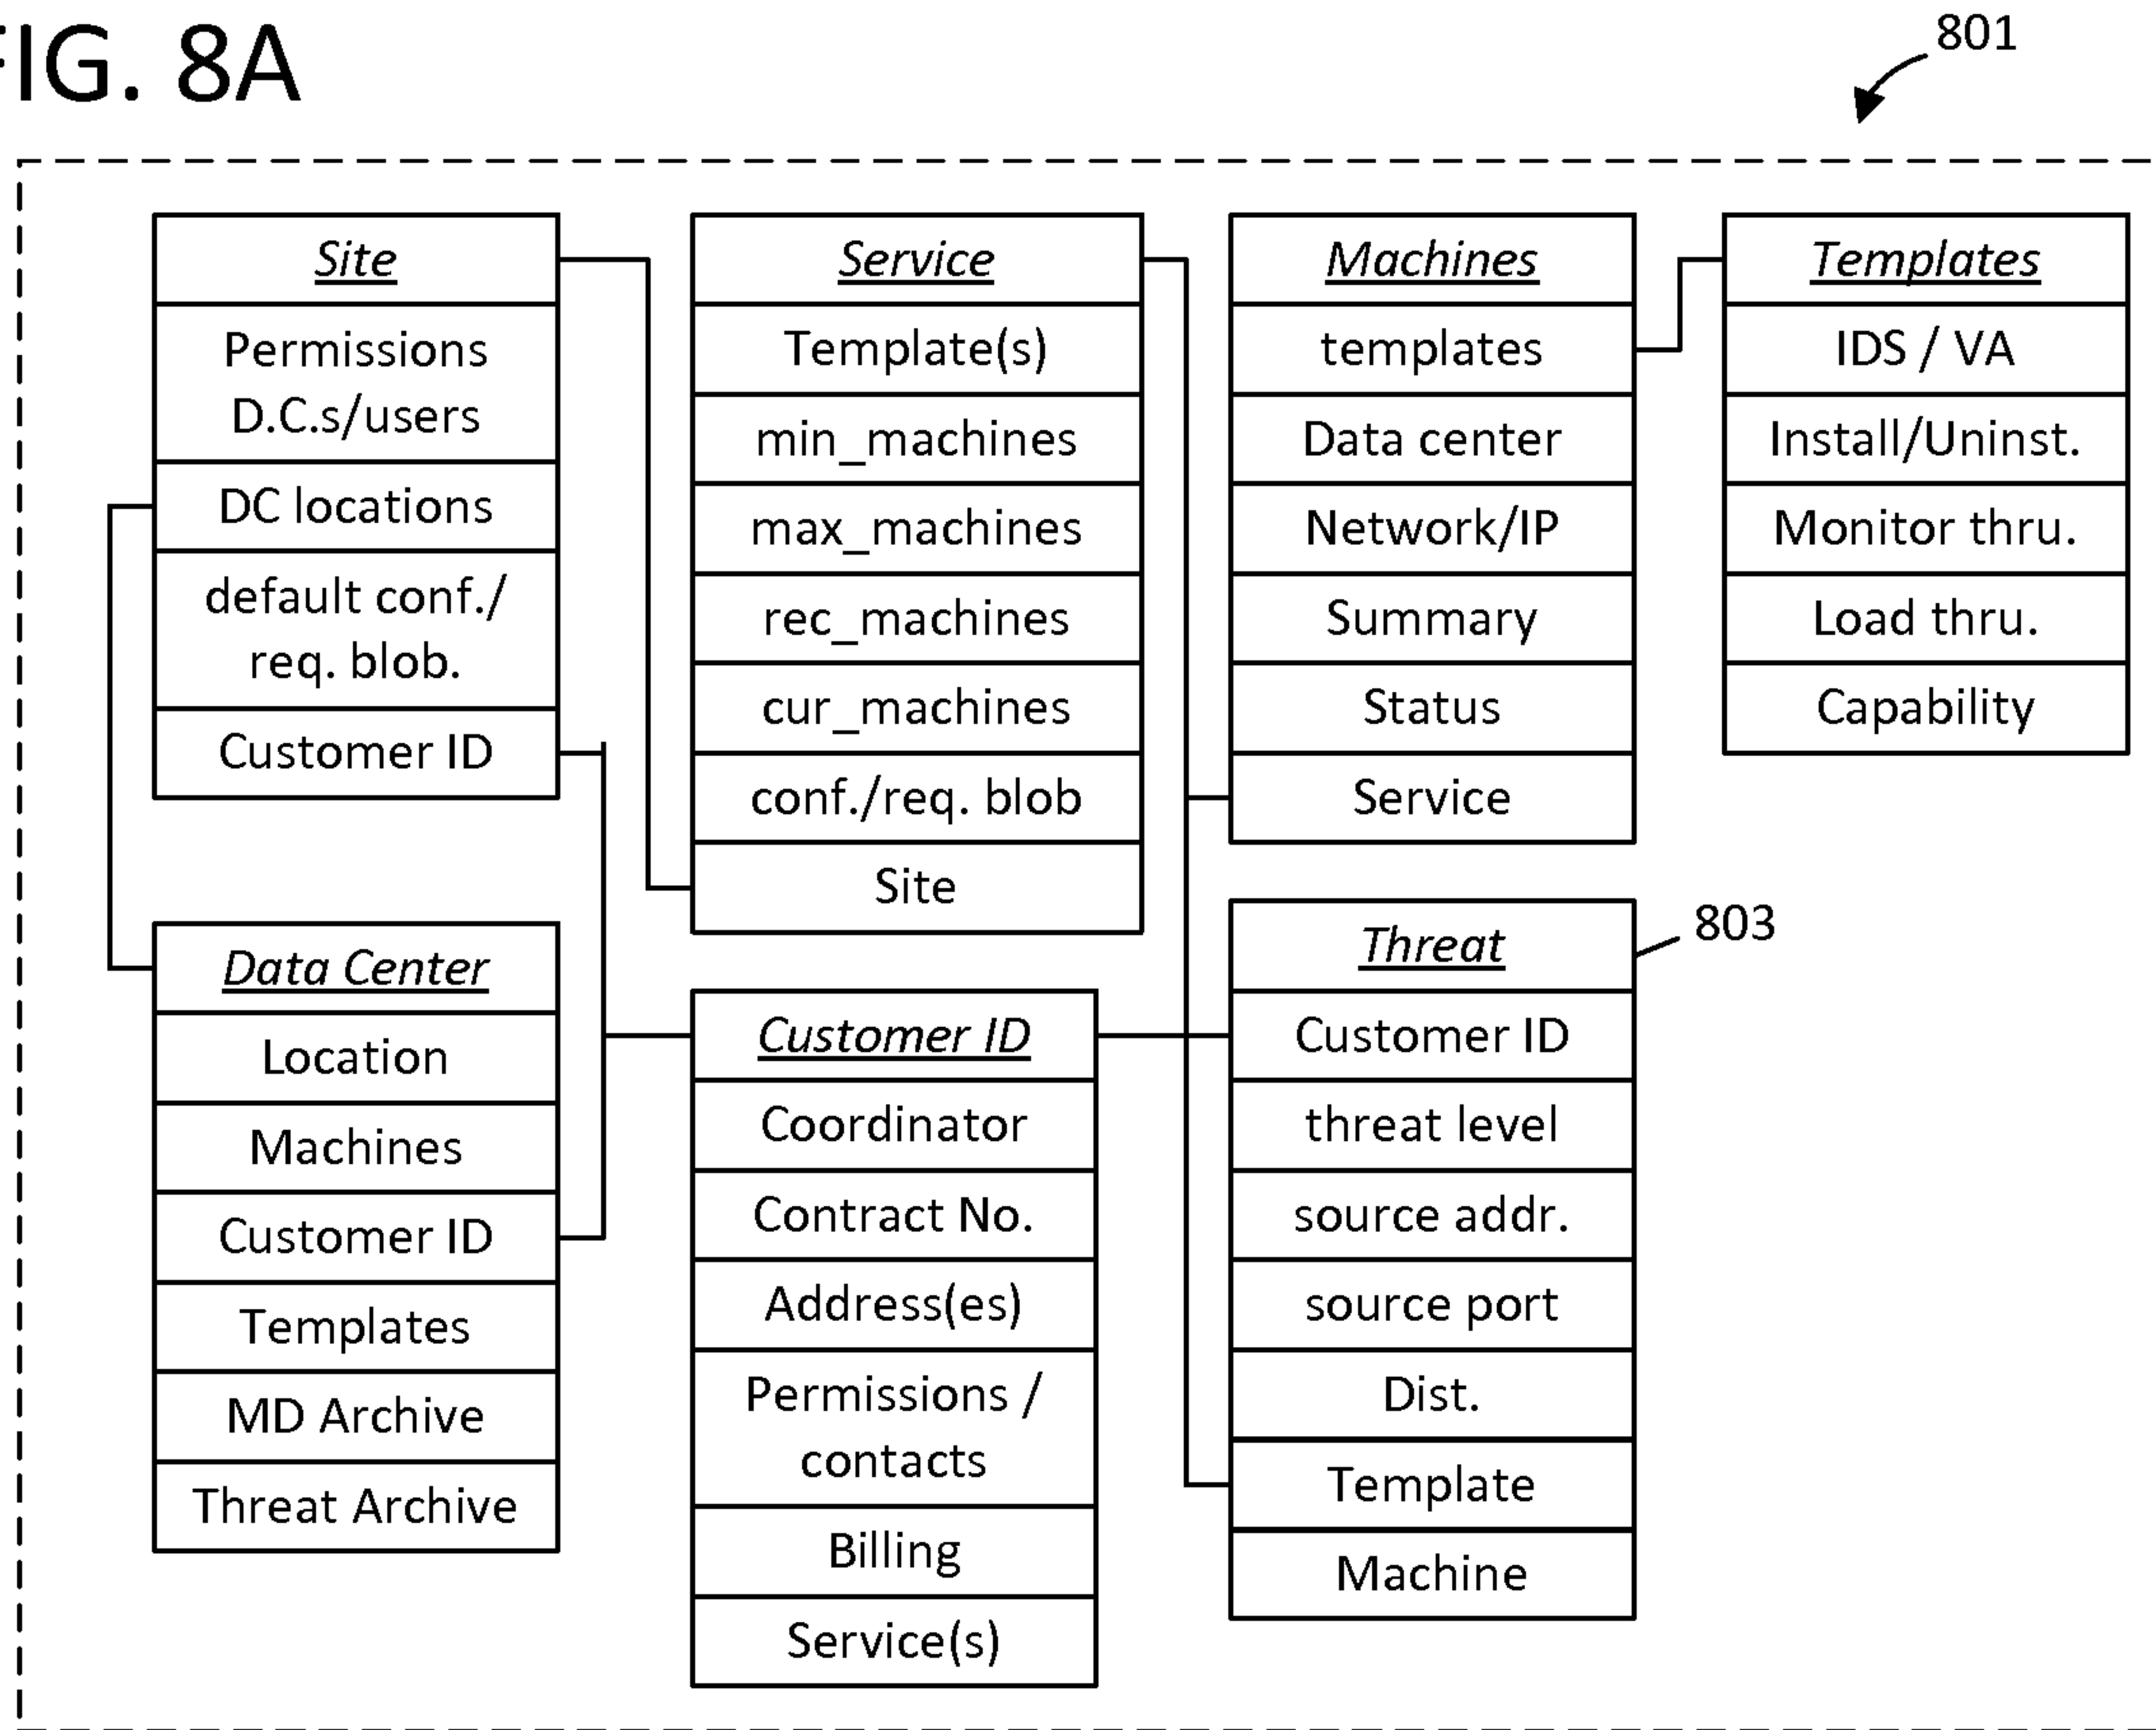 FIG. 8A
801
Site
Permissions
D.C.s/users
DC locations
default conf./
req. blob.
Customer ID
Service
Template(s)
min_machines
max_machines
rec_machines
cur_machines
conf./req. blob
Site
Machines
templates
Data center
Network/IP
Summary
Status
Service
Templates
IDS / VA
Install/Uninst.
Monitor thru.
Load thru.
Capability
Data Center
Location
Machines
Customer ID
Templates
MD Archive
Threat Archive
Customer ID
Coordinator
Contract No.
Address(es)
Permissions /
contacts
Billing
Service(s)
Threat
803
Customer ID
threat level
source addr.
source port
Dist.
Template
Machine